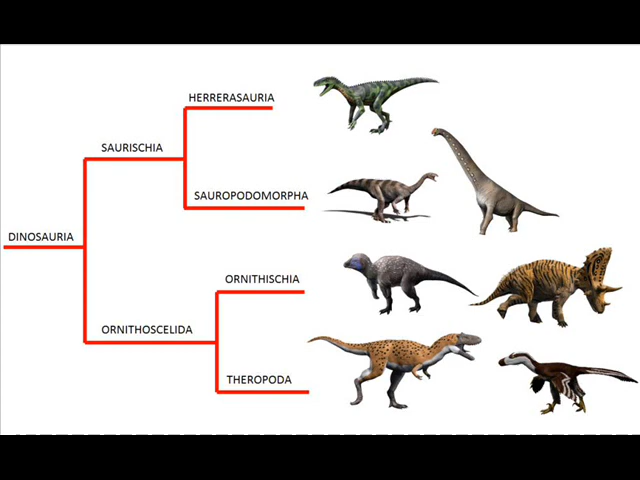 HERRERASAURIA
SAURISCHIA
SAUROPODOMORPHA
DINOSAURIA
ORNITHISCHIA
ORNITHOSCELIDA
THEROPODA